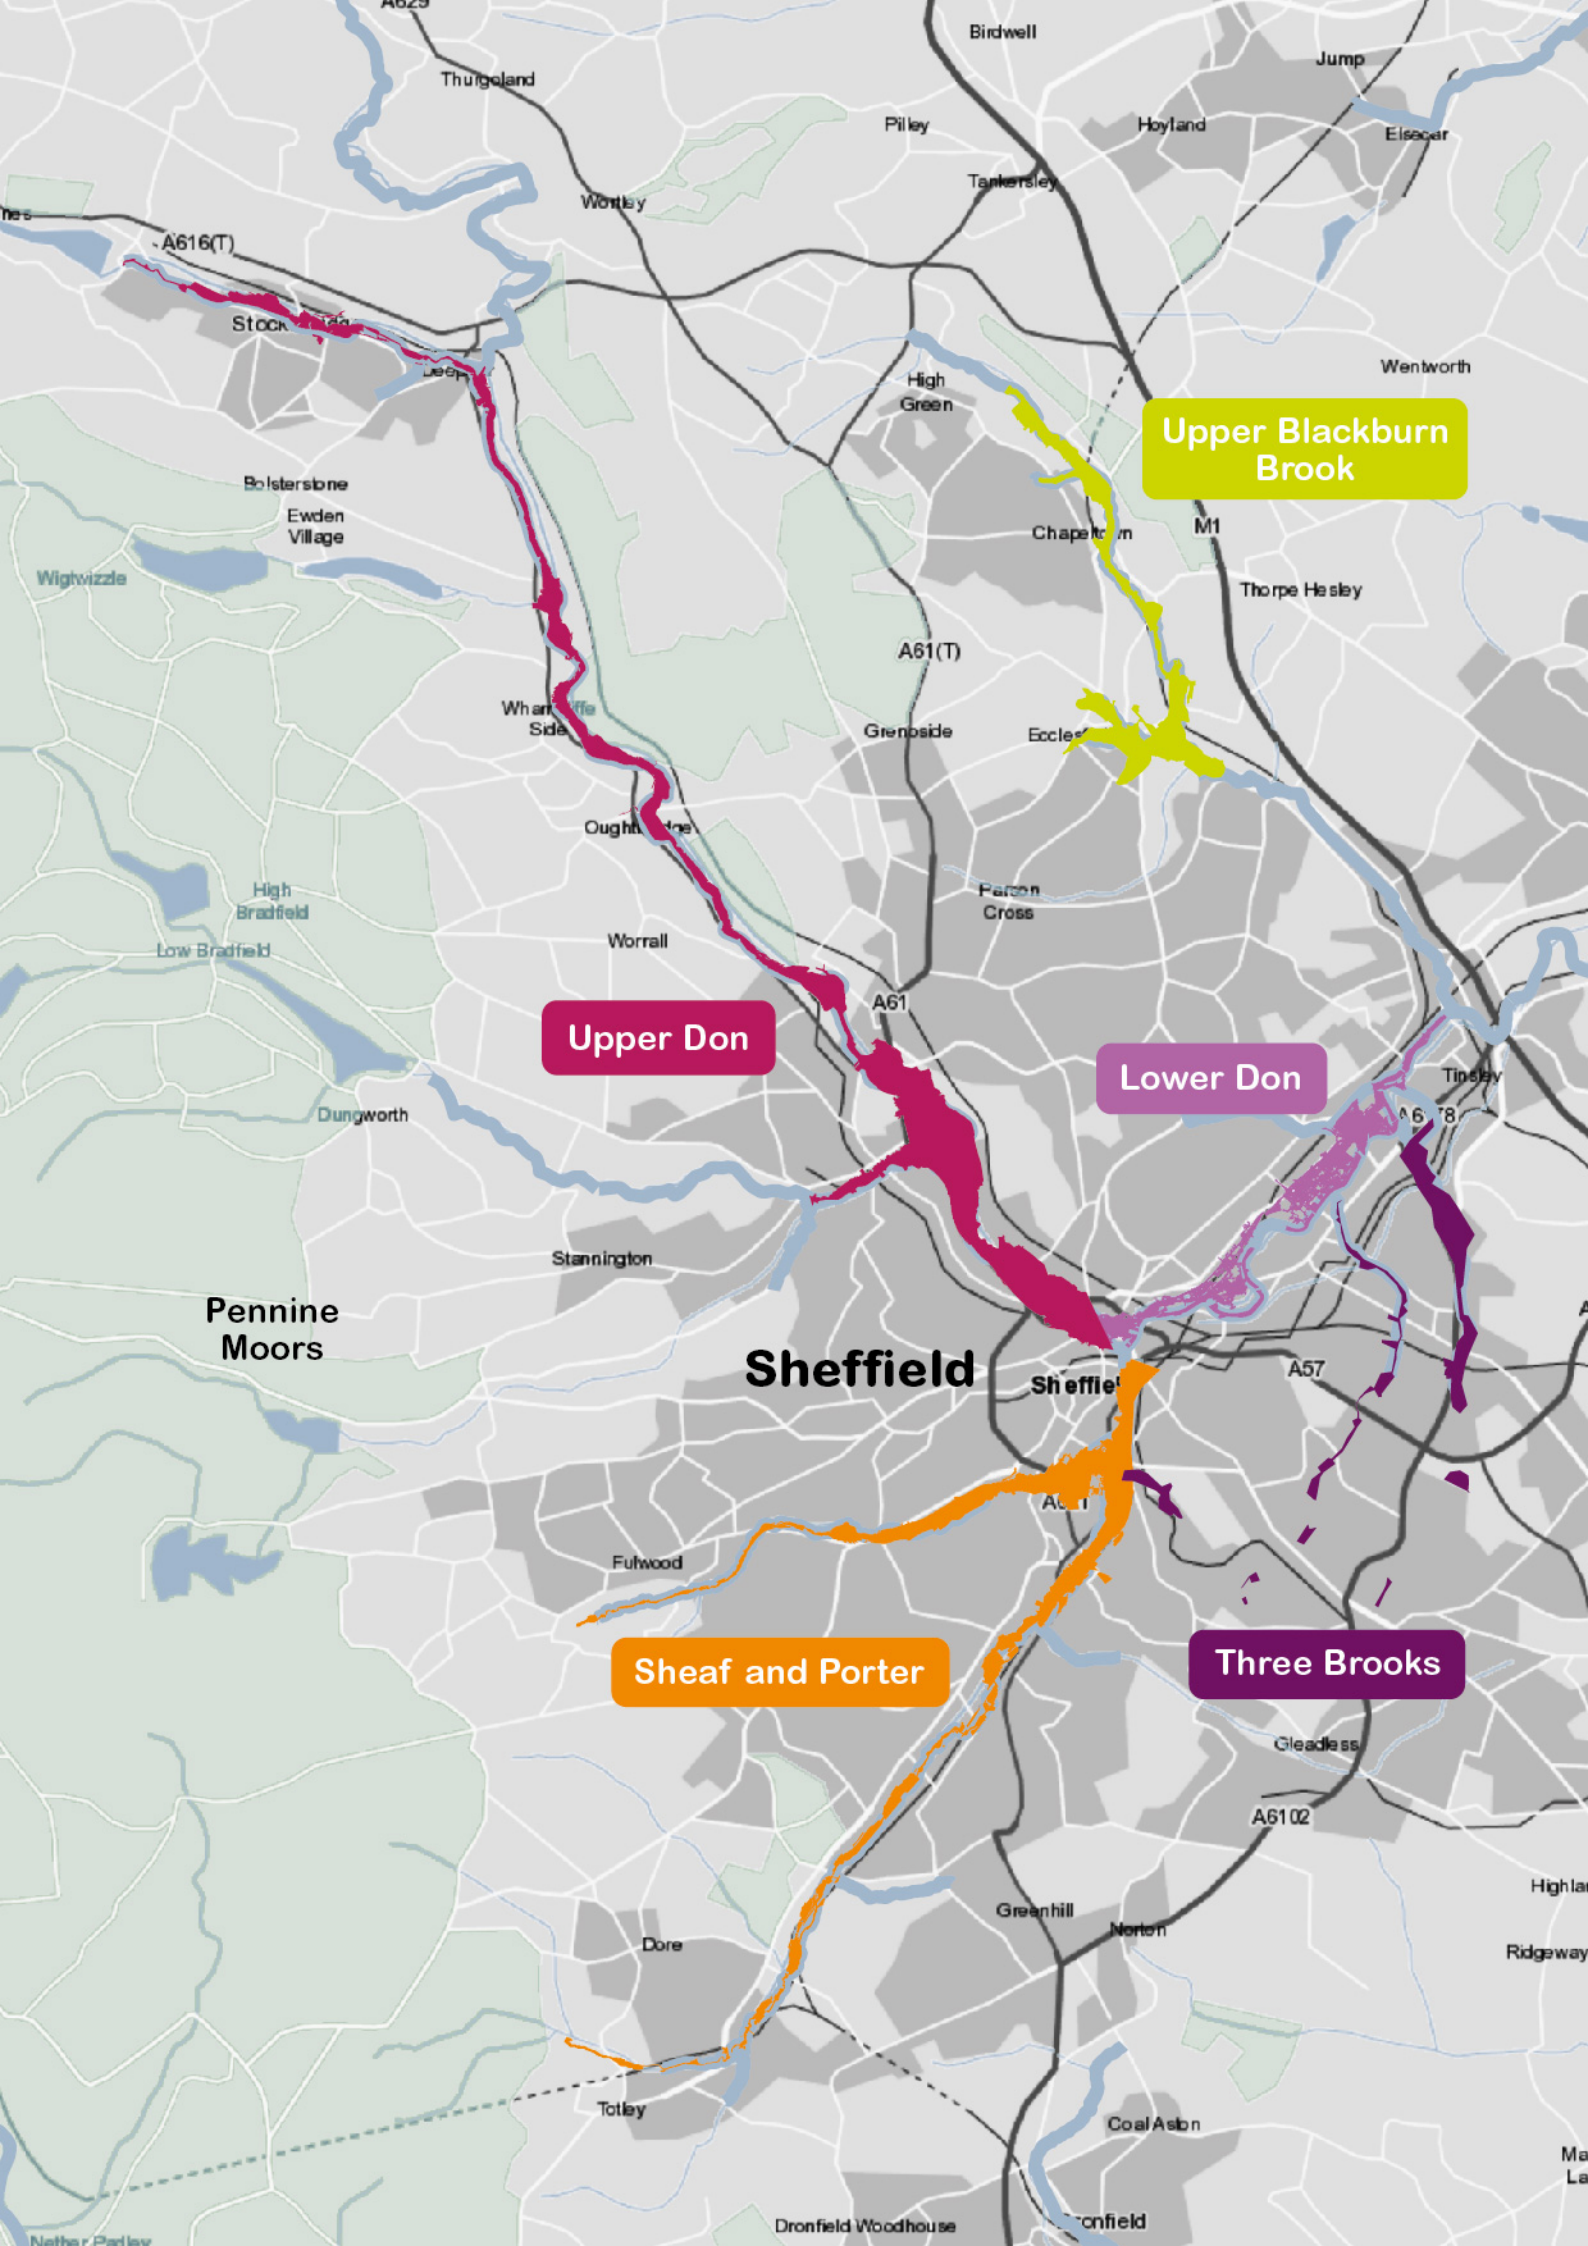 A629
Birdwell
Jump
Thurgoland
Pilley
Hoyland
Elsecar
Tankersley
Wortley
A616(T)
Wentworth
High
Green
Upper Blackburn
Brook
Bolsterstone
Ewden
Village
M1
Wigtwizzle
Thorpe Hesley
A61(T)
Side
Grenoside
High
Bradfield
Parson
Cross
Low Bradfield
Worrall
A61
Upper Don
Lower Don
Tinsley
Dungworth
Stannington
Pennine
Moors
Sheffield
A57
Fulwood
Sheaf and Porter
Three Brooks
Gleadless
A6102
Greenhill
Norton
Dore
Ridgeway
Totley
Coal Aston
Dronfield Woodhouse
Nether Padley